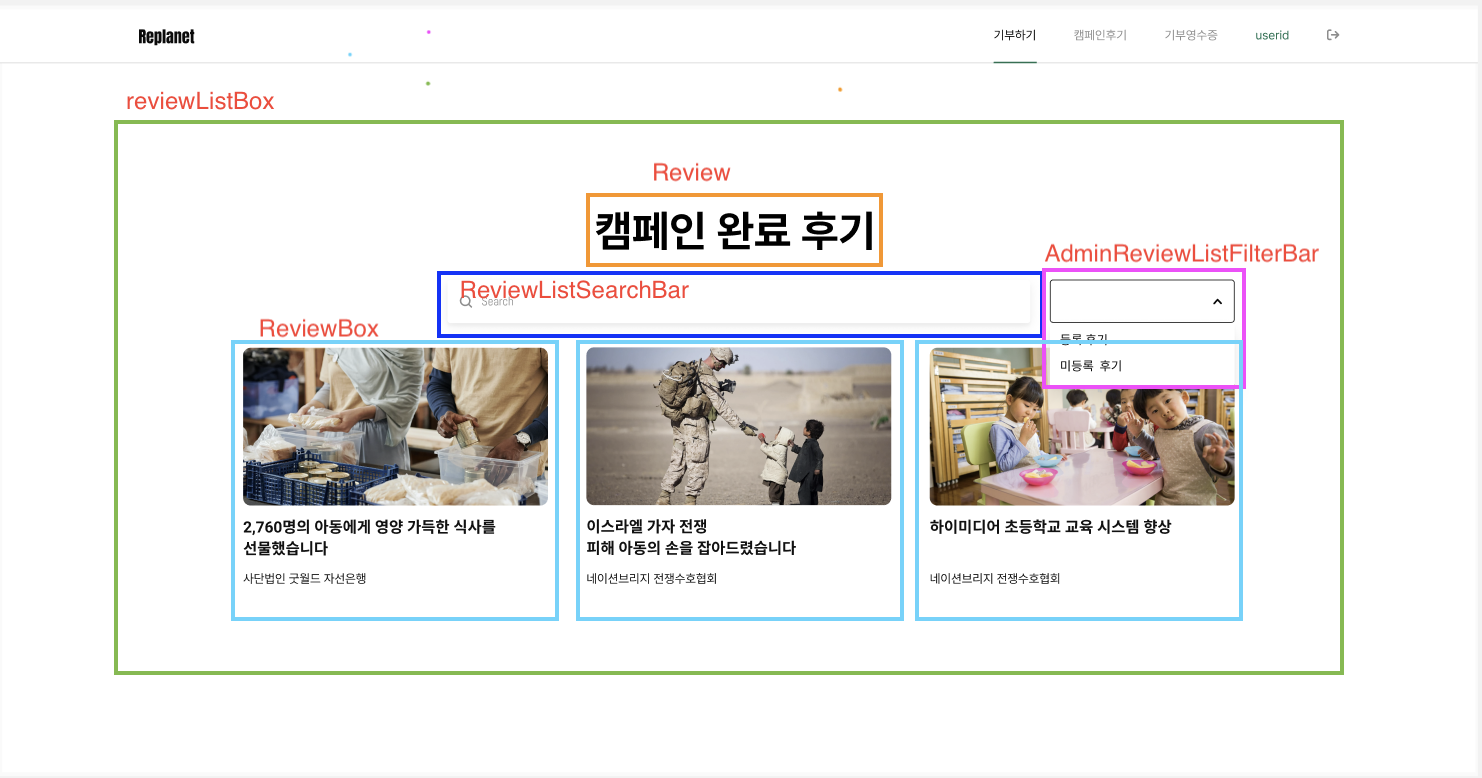 Replanet
기부하기 캠페인후기 기부영수증 userid
reviewListBox
Review
캠페인 완료 후기
AdminReviewListFilterBar
ReviewListSearchBar
Search
ReviewBox
등록 후기
미등록 후기
2,760명의 아동에게 영양 가득한 식사를
선물했습니다
사단법인 굿월드 자선은행
이스라엘 가자 전쟁
피해 아동의 손을 잡아드렸습니다
네이션브리지 전쟁수호협회
하이미디어 초등학교 교육 시스템 향상
네이션브리지 전쟁수호협회